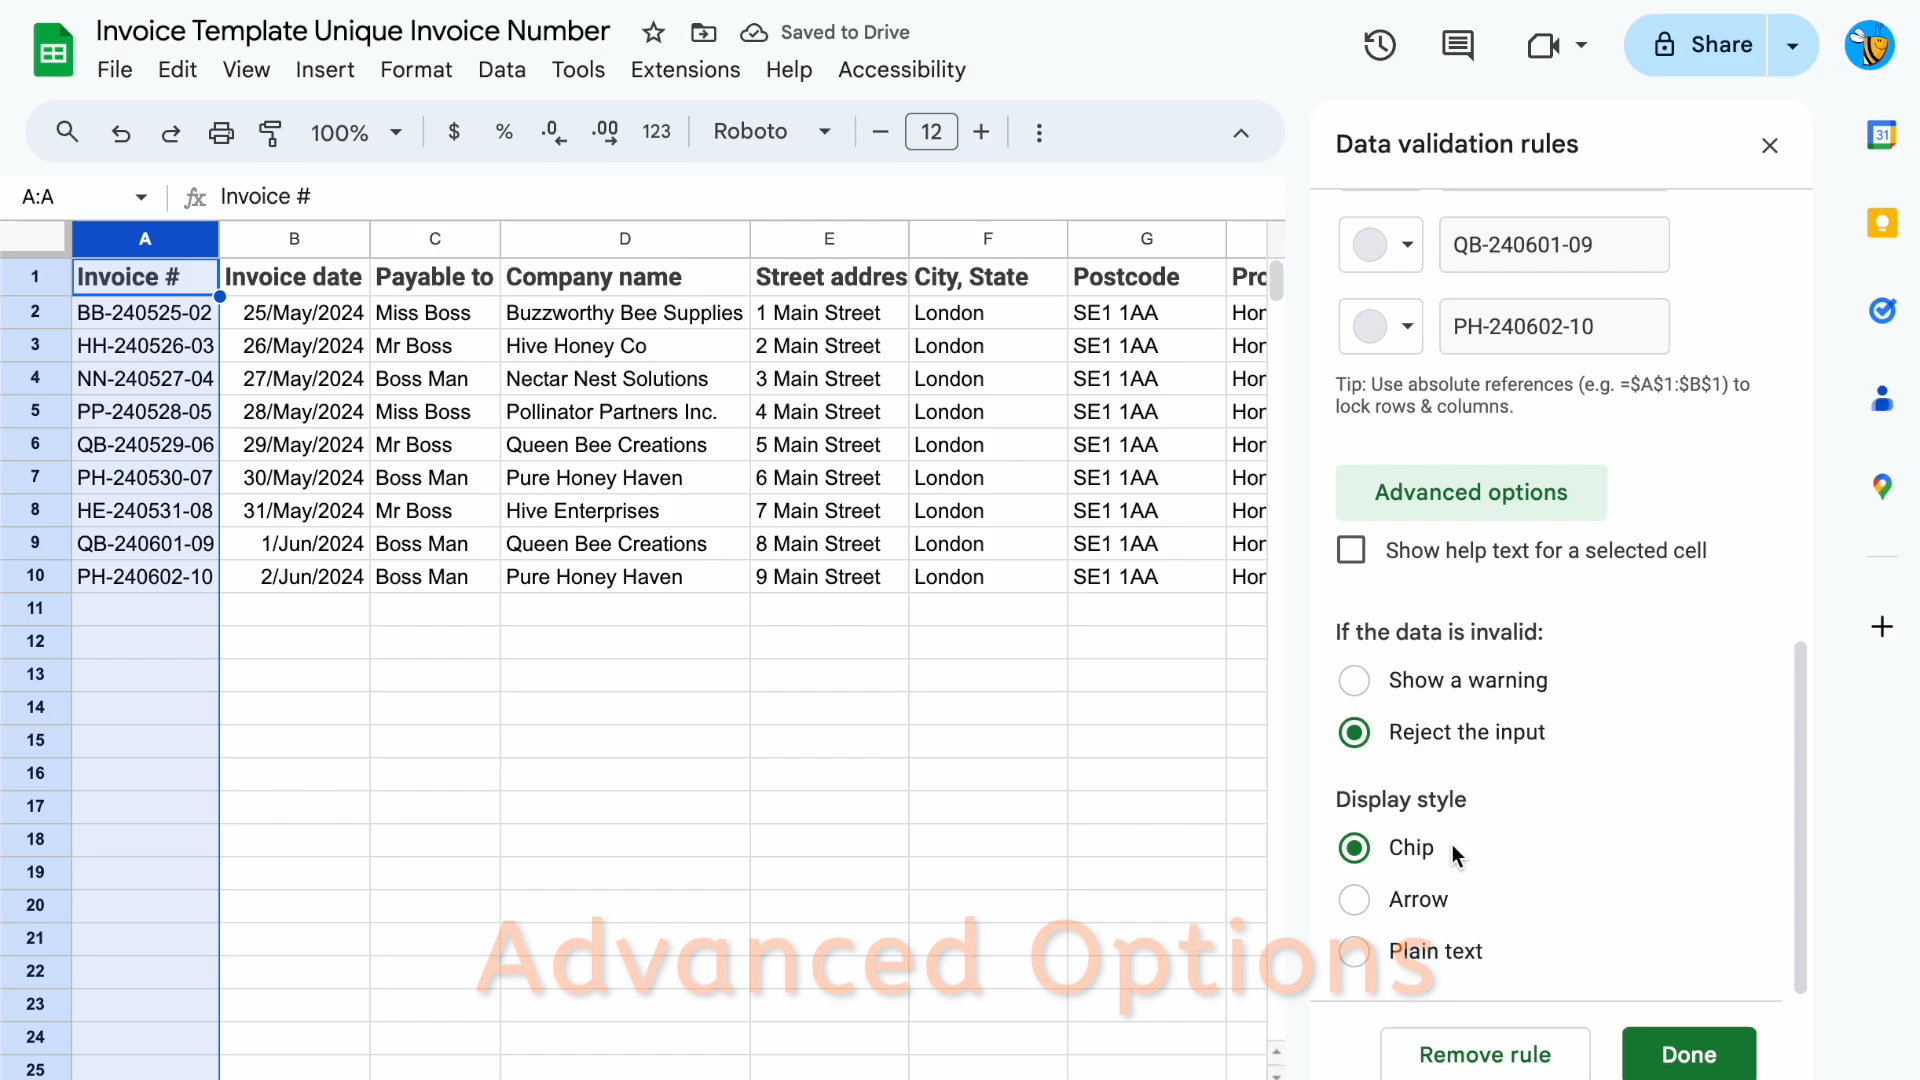 Invoice Template Unique Invoice Number Saved to Drive
File Edit View Insert Format Data Tools Extensions Help Accessibility
Share
100% $ % .0 .00 123 Roboto 12
A:A fx Invoice #
A B C D E F G
1 Invoice # Invoice date Payable to Company name Street addres City, State Postcode Pro
2 BB-240525-02 25/May/2024 Miss Boss Buzzworthy Bee Supplies 1 Main Street London SE1 1AA Hon
3 HH-240526-03 26/May/2024 Mr Boss Hive Honey Co 2 Main Street London SE1 1AA Hon
4 NN-240527-04 27/May/2024 Boss Man Nectar Nest Solutions 3 Main Street London SE1 1AA Hon
5 PP-240528-05 28/May/2024 Miss Boss Pollinator Partners Inc. 4 Main Street London SE1 1AA Hon
6 QB-240529-06 29/May/2024 Mr Boss Queen Bee Creations 5 Main Street London SE1 1AA Hon
7 PH-240530-07 30/May/2024 Boss Man Pure Honey Haven 6 Main Street London SE1 1AA Hon
8 HE-240531-08 31/May/2024 Mr Boss Hive Enterprises 7 Main Street London SE1 1AA Hon
9 QB-240601-09 1/Jun/2024 Boss Man Queen Bee Creations 8 Main Street London SE1 1AA Hon
10 PH-240602-10 2/Jun/2024 Boss Man Pure Honey Haven 9 Main Street London SE1 1AA Hon
11
12
13
14
15
16
17
18
19
20
21
22
23
24
25
Advanced Options
Data validation rules
QB-240601-09
PH-240602-10
Tip: Use absolute references (e.g. =$A$1:$B$1) to
lock rows & columns.
Advanced options
Show help text for a selected cell
If the data is invalid:
Show a warning
Reject the input
Display style
Chip
Arrow
Plain text
Remove rule Done
31